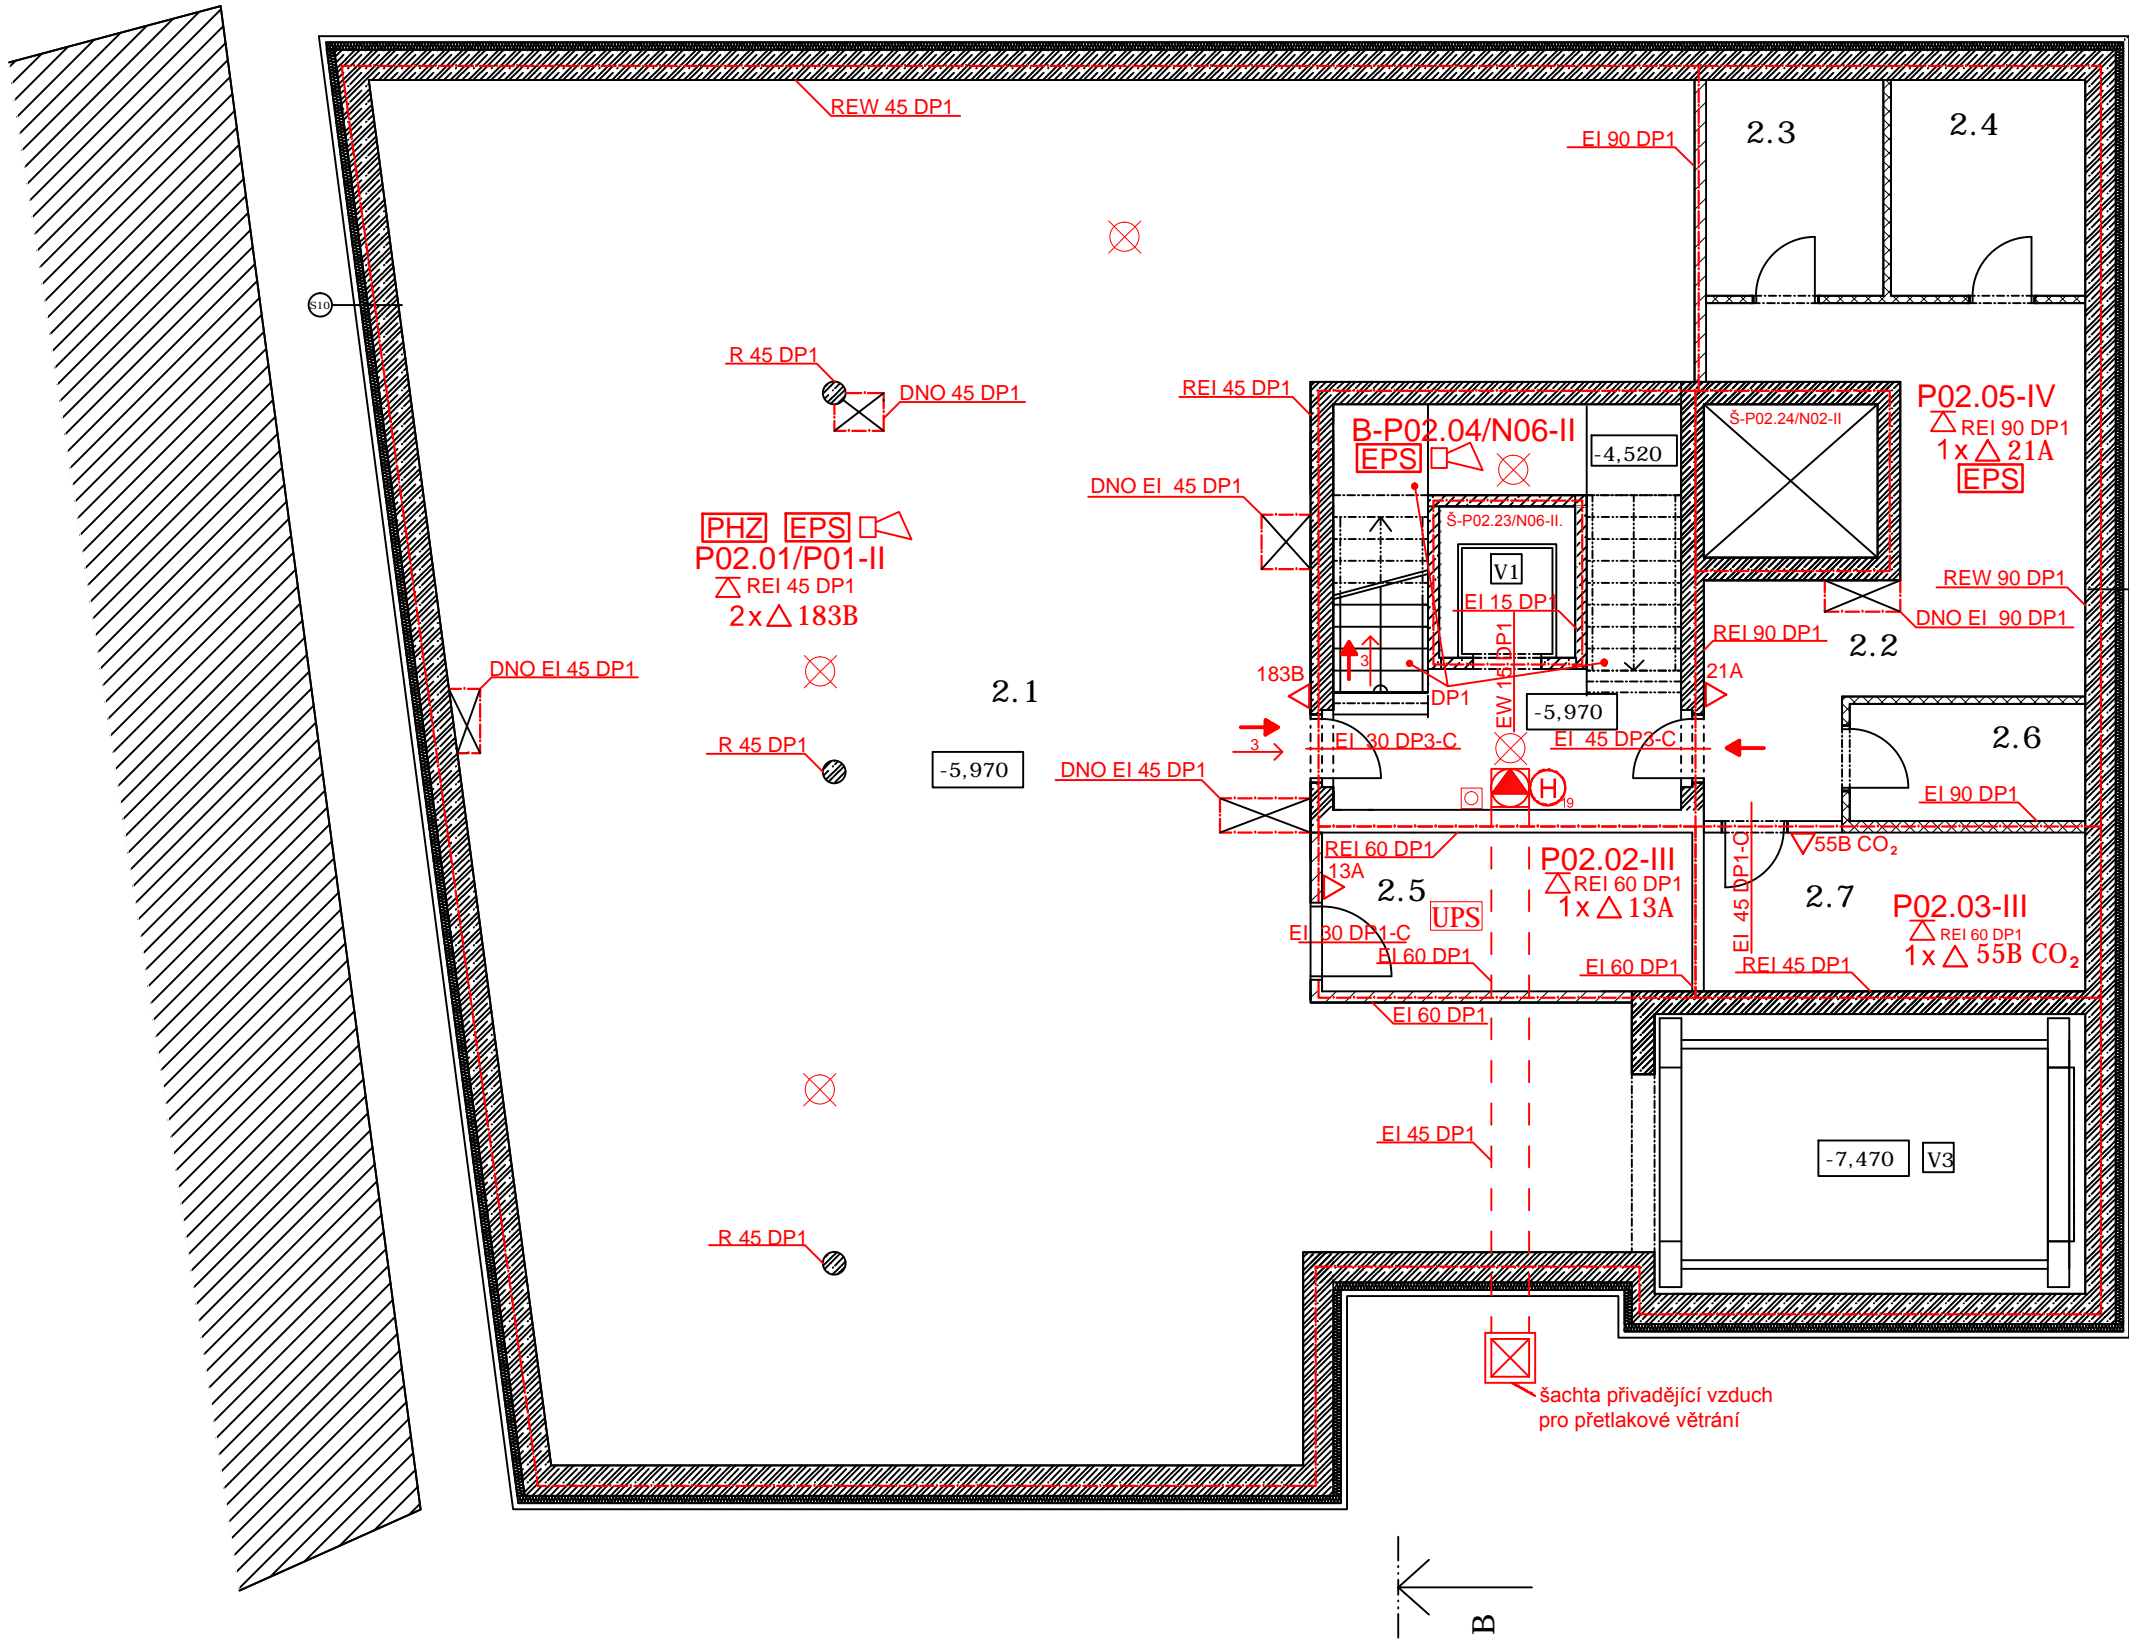 REW 45 DP1
EI 90 DP1
2.3
2.4
S10
R 45 DP1
DNO 45 DP1
REI 45 DP1
B-P02.04/N06-II
EPS
-4,520
Š-P02.24/N02-II
P02.05-IV
REI 90 DP1
1x 21A
EPS
DNO EI 45 DP1
Š-P02.23/N06-II.
V1
EI 15 DP1
EW 15 DP1
PHZ EPS
P02.01/P01-II
REI 45 DP1
2x 183B
REW 90 DP1
DNO EI 90 DP1
REI 90 DP1
2.2
DNO EI 45 DP1
2.1
183B
3
DP1
21A
-5,970
R 45 DP1
-5,970
3
EI 30 DP3-C
EI 45 DP3-C
2.6
DNO EI 45 DP1
H
19
EI 90 DP1
REI 60 DP1
13A
2.5
UPS
P02.02-III
REI 60 DP1
1x 13A
EI 45 DP1-C
55B CO₂
2.7
P02.03-III
REI 60 DP1
1x 55B CO₂
EI 30 DP1-C
EI 60 DP1
EI 60 DP1
REI 45 DP1
EI 60 DP1
EI 45 DP1
-7,470
V3
R 45 DP1
šachta přivadějící vzduch
pro přetlakové větrání
B